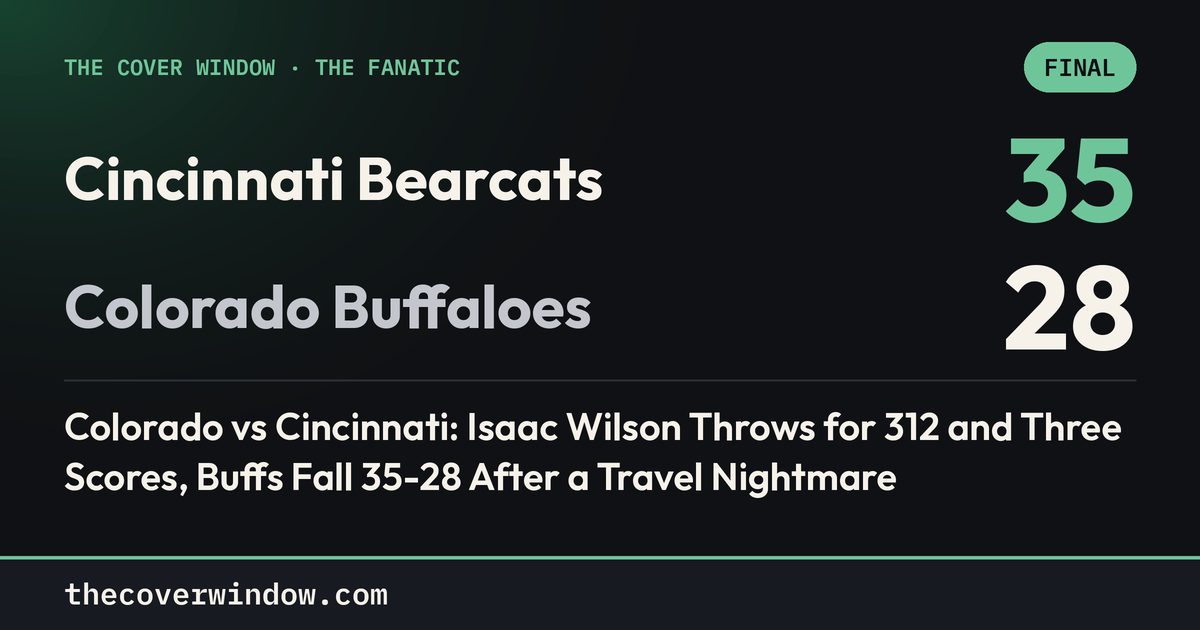 THE COVER WINDOW · THE FANATIC
FINAL
Cincinnati Bearcats 35
Colorado Buffaloes 28
Colorado vs Cincinnati: Isaac Wilson Throws for 312 and Three
Scores, Buffs Fall 35-28 After a Travel Nightmare
thecoverwindow.com